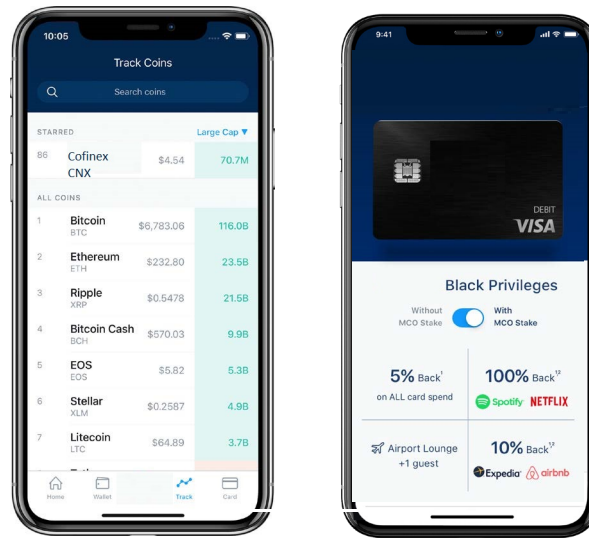 10:05
Track Coins
Search coins
STARRED Large Cap ▼
86 Cofinex CNX $4.54 70.7M
ALL COINS
1 Bitcoin BTC $6,783.06 116.0B
2 Ethereum ETH $232.80 23.5B
3 Ripple XRP $0.5478 21.5B
4 Bitcoin Cash BCH $570.03 9.9B
5 EOS EOS $5.82 5.3B
6 Stellar XLM $0.2587 4.9B
7 Litecoin LTC $64.89 3.7B
Home Wallet Track Card
9:41
DEBIT
VISA
Black Privileges
Without MCO Stake
With MCO Stake
5% Back¹
on ALL card spend
100% Back¹,²
Spotify NETFLIX
Airport Lounge
+1 guest
10% Back¹,³
Expedia airbnb